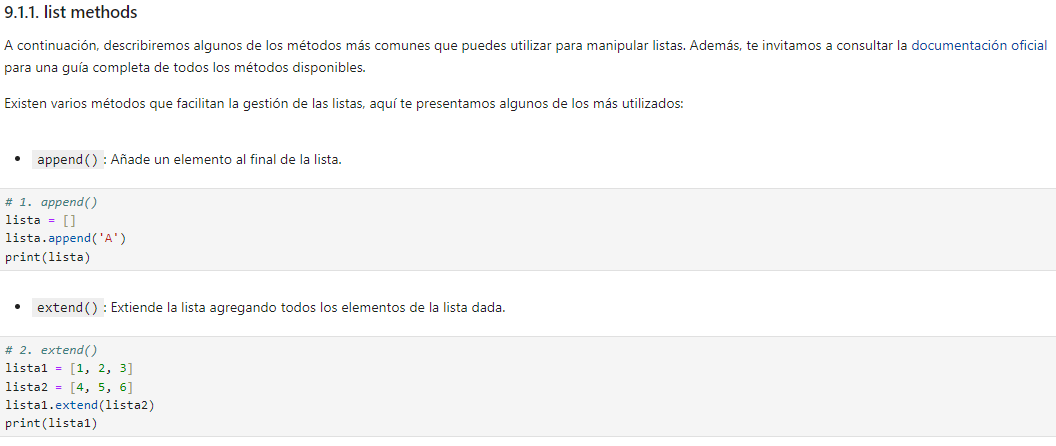 9.1.1. list methods
A continuación, describiremos algunos de los métodos más comunes que puedes utilizar para manipular listas. Además, te invitamos a consultar la documentación oficial
para una guía completa de todos los métodos disponibles.
Existen varios métodos que facilitan la gestión de las listas, aquí te presentamos algunos de los más utilizados:
• append() : Añade un elemento al final de la lista.
# 1. append()
lista = []
lista.append('A')
print(lista)
• extend() : Extiende la lista agregando todos los elementos de la lista dada.
# 2. extend()
lista1 = [1, 2, 3]
lista2 = [4, 5, 6]
lista1.extend(lista2)
print(lista1)